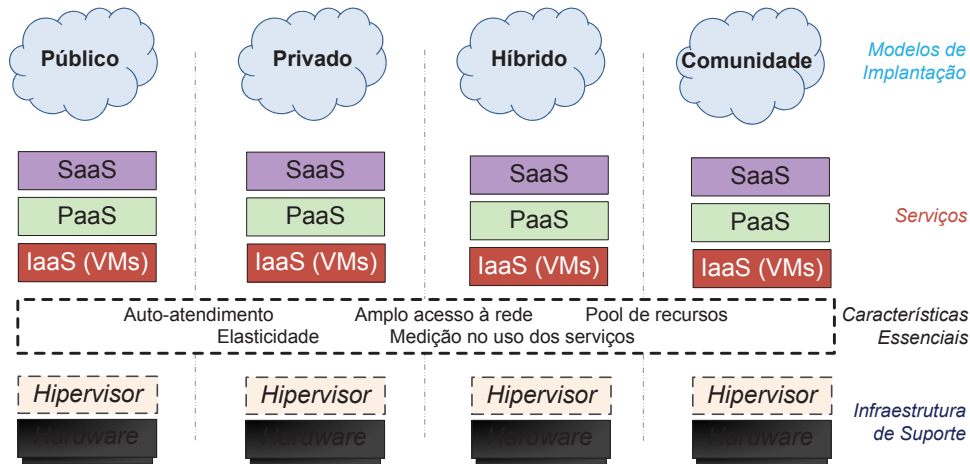 Público Privado Híbrido Comunidade
Modelos de
Implantação
SaaS SaaS SaaS SaaS
PaaS PaaS PaaS PaaS
Serviços
IaaS (VMs) IaaS (VMs) IaaS (VMs) IaaS (VMs)
Auto-atendimento Amplo acesso à rede Pool de recursos
Elasticidade Medição no uso dos serviços
Características
Essenciais
Hipervisor Hipervisor Hipervisor Hipervisor
Hardware Hardware Hardware Hardware
Infraestrutura
de Suporte